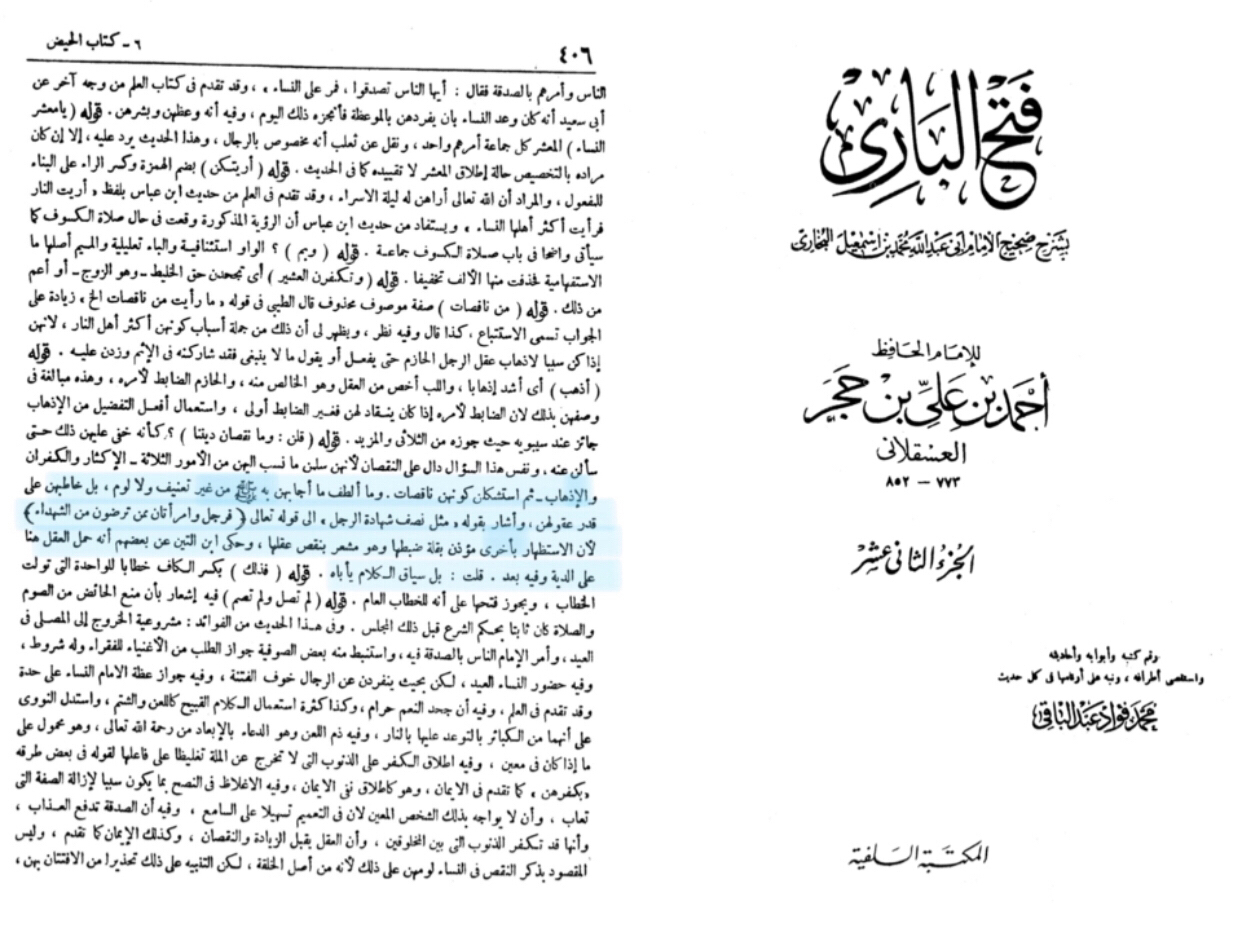 ٦ - كتاب الحيض
٤٠٦
الناس وأمرهم بالصدقة فقال : أيها الناس تصدقوا ، فمر على النساء » ، وقد تقدم فى كتاب العلم من وجه آخر عن
أبى سعيد أنه كان وعد النساء بأن يفردهن بالموعظة فأنجزه ذلك اليوم ، وفيه أنه وعظهن وبشرهن . قوله ( يا معشر
النساء ) المعشر كل جماعة أمرهم واحد ، ونقل عن ثعلب أنه مخصوص بالرجال ، وهذا الحديث يرد عليه ، إلا إن كان
مراده بالتخصيص حالة إطلاق المعشر لا تقييده كما فى الحديث . قوله ( أريتكن ) بضم الهمزة وكسر الراء على البناء
للمفعول ، والمراد أن الله تعالى أراهن له ليلة الاسراء ، وقد تقدم فى العلم من حديث ابن عباس بلفظ « أريت النار
فرأيت أكثر أهلها النساء » ويستفاد من حديث ابن عباس أن الرؤية المذكورة وقعت فى حال صلاة الكسوف كما
سيأتى واضحا فى باب صلاة الكسوف جماعة . قوله ( وبم ) ؟ الواو استئنافية والباء تعليلية والميم أصلها ما
الاستفهامية فحذفت منها الألف تخفيفا . قوله ( وتكفرن العشير ) أى تجحدن حق الخليط - وهو الزوج - أو أعم
من ذلك . قوله ( من ناقصات ) صفة موصوف محذوف قال الطيبى فى قوله « ما رأيت من ناقصات الخ » زيادة على
الجواب تسمى الاستتباع ، كذا قال وفيه نظر ، ويظهر لى أن ذلك من جملة أسباب كونهن أكثر أهل النار ، لانهن
إذا كن سببا لاذهاب عقل الرجل الحازم حتى يفعل أو يقول ما لا ينبغى فقد شاركنه فى الإثم وزدن عليه . قوله
( أذهب ) أى أشد إذهابا ، واللب أخص من العقل وهو الخالص منه ، والحازم الضابط لأمره ، وهذه مبالغة فى
وصفهن بذلك لان الضابط لأمره إذا كان ينقاد لهن فغير الضابط أولى ، واستعمال أفعل التفضيل من الإذهاب
جائز عند سيبويه حيث جوزه من الثلاثى والمزيد . قوله ( قلن : وما نقصان ديننا ) ؟ كأنه خفى عليهن ذلك حتى
سألن عنه ، ونفس هذا السؤال دال على النقصان لأنهن سلمن ما نسب اليهن من الأمور الثلاثة - الإكثار والكفران
والإذهاب - ثم استشكلن كونهن ناقصات . وما ألطف ما أجابهن به ﷺ من غير تعنيف ولا لوم ، بل خاطبهن على
قدر عقولهن ، وأشار بقوله « مثل نصف شهادة الرجل » الى قوله تعالى ﴿ فرجل وامرأتان ممن ترضون من الشهداء ﴾
لأن الاستظهار بأخرى مؤذن بقلة ضبطها وهو مشعر بنقص عقلها ، وحكى ابن التين عن بعضهم أنه حمل العقل هنا
على الدية وفيه بعد . قلت : بل سياق الكلام يأباه . قوله ( فذلك ) بكسر الكاف خطابا للواحدة التى تولت
الخطاب ، ويجوز فتحها على أنه للخطاب العام . قوله ( لم تصل ولم تصم ) فيه إشعار بأن منع الحائض من الصوم
والصلاة كان ثابتا بحكم الشرع قبل ذلك المجلس . وفى هذا الحديث من الفوائد : مشروعية الخروج إلى المصلى فى
العيد ، وأمر الإمام الناس بالصدقة فيه ، واستنبط منه بعض الصوفية جواز الطلب من الأغنياء للفقراء وله شروط ،
وفيه حضور النساء العيد ، لكن بحيث ينفردن عن الرجال خوف الفتنة ، وفيه جواز عظة الامام النساء على حدة
وقد تقدم فى العلم ، وفيه أن جحد النعم حرام ، وكذا كثرة استعمال الكلام القبيح كاللعن والشتم ، واستدل النووى
على أنهما من الكبائر بالتوعد عليها بالنار ، وفيه ذم اللعن وهو الدعاء بالإبعاد من رحمة الله تعالى ، وهو محمول على
ما إذا كان فى معين ، وفيه اطلاق الكفر على الذنوب التى لا تخرج عن الملة تغليظا على فاعلها لقوله فى بعض طرقه
« بكفرهن » كما تقدم فى الايمان ، وهو كاطلاق نفى الايمان ، وفيه الاغلاظ فى النصح بما يكون سببا لإزالة الصفة التى
تعاب ، وأن لا يواجه بذلك الشخص المعين لان فى التعميم تسهيلا على السامع ، وفيه أن الصدقة تدفع العذاب ،
وأنها قد تكفر الذنوب التى بين المخلوقين ، وأن العقل يقبل الزيادة والنقصان ، وكذلك الإيمان كما تقدم ، وليس
المقصود بذكر النقص فى النساء لومهن على ذلك لأنه من أصل الخلقة ، لكن التنبيه على ذلك تحذيرا من الافتتان بهن ،
فتح الباري
بشرح صحيح الإمام أبي عبد الله محمد بن اسمعيل البخاري
للإمام الحافظ
أحمد بن علي بن حجر
العسقلاني
٧٧٣ - ٨٥٢
الجزء الثاني عشر
رقم كتبه وأبوابه وأحاديثه
واستقصى أطرافه ، ونبه على أرقامها فى كل حديث
محمد فؤاد عبد الباقي
المكتبة السلفية